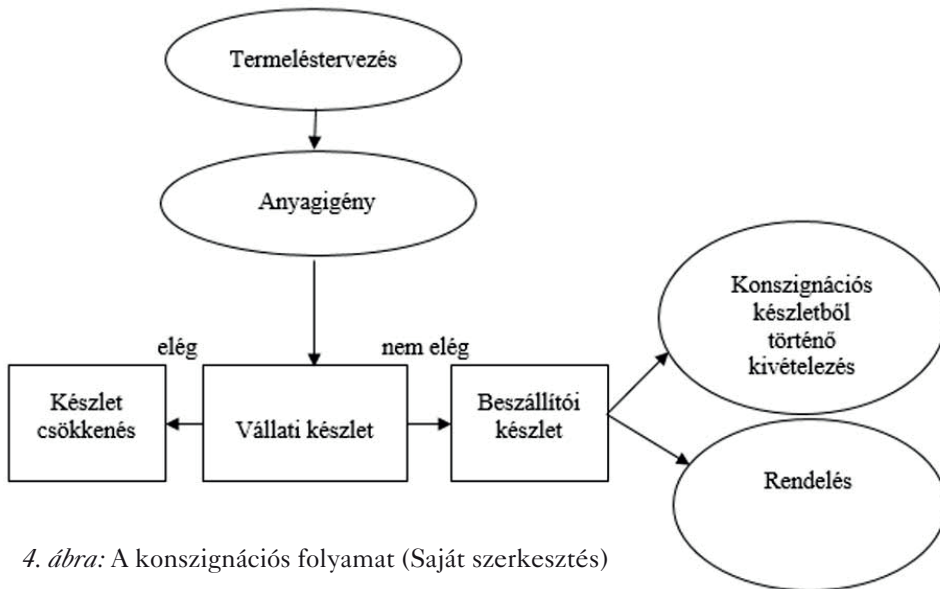 Termeléstervezés
Anyagigény
elég
nem elég
Készlet
csökkenés
Vállati készlet
Beszállítói
készlet
Konszignációs
készletből
történő
kivételezés
Rendelés
4. ábra: A konszignációs folyamat (Saját szerkesztés)